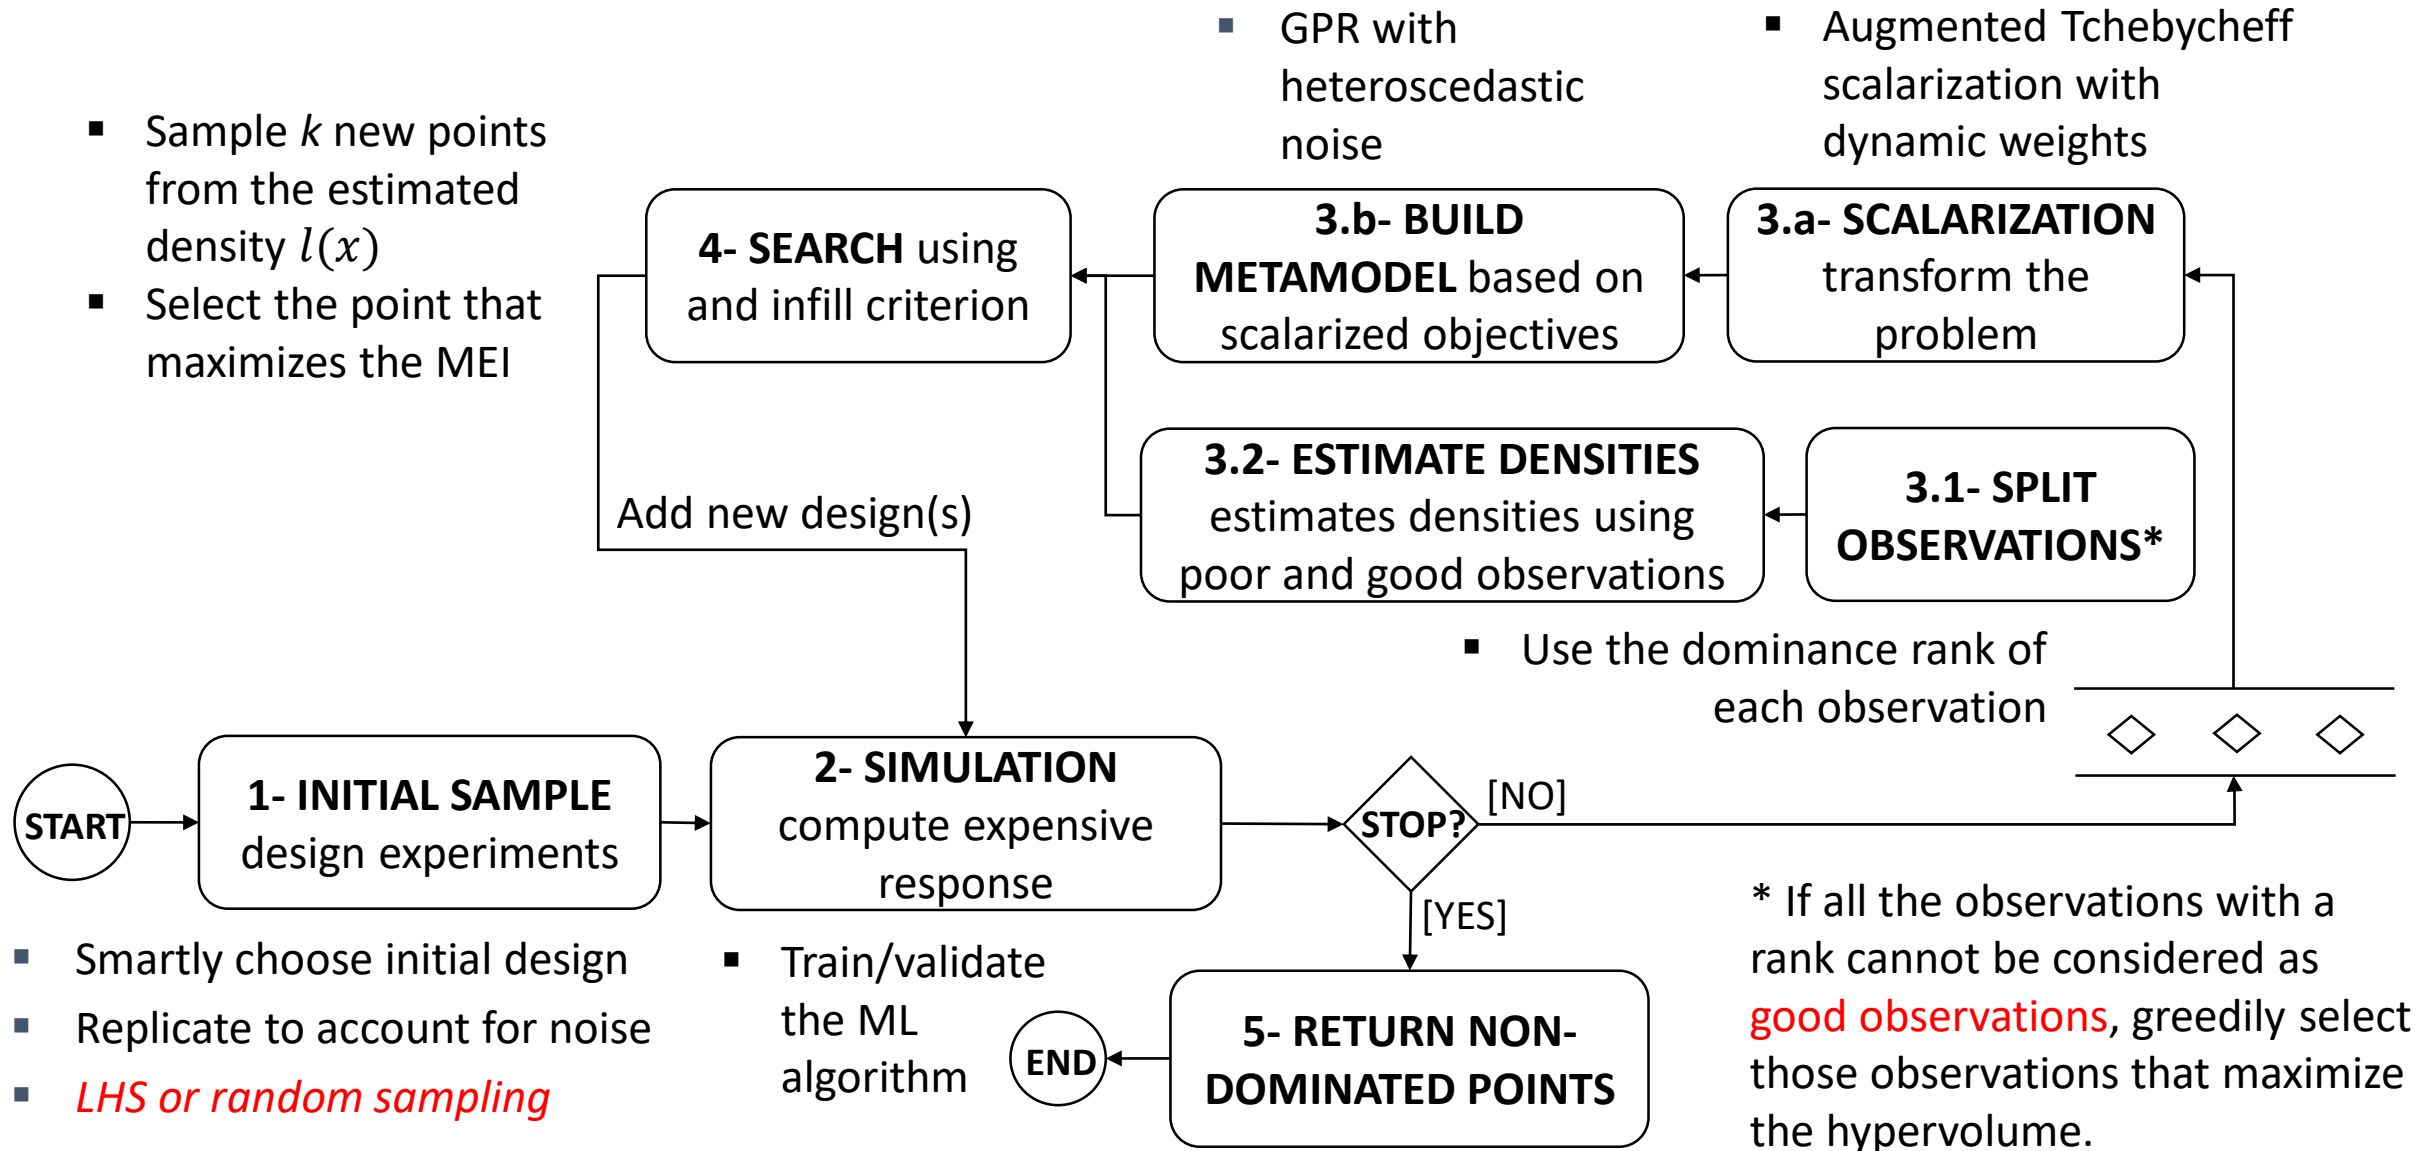 ▪ GPR with
heteroscedastic
noise
▪ Augmented Tchebycheff
scalarization with
dynamic weights
▪ Sample k new points
from the estimated
density l(x)
▪ Select the point that
maximizes the MEI
4- SEARCH using
and infill criterion
3.b- BUILD
METAMODEL based on
scalarized objectives
3.a- SCALARIZATION
transform the
problem
3.2- ESTIMATE DENSITIES
estimates densities using
poor and good observations
3.1- SPLIT
OBSERVATIONS*
Add new design(s)
▪ Use the dominance rank of
each observation
START
1- INITIAL SAMPLE
design experiments
2- SIMULATION
compute expensive
response
STOP?
[NO]
[YES]
▪ Smartly choose initial design
▪ Replicate to account for noise
▪ LHS or random sampling
▪ Train/validate
the ML
algorithm
END
5- RETURN NON-
DOMINATED POINTS
* If all the observations with a
rank cannot be considered as
good observations, greedily select
those observations that maximize
the hypervolume.